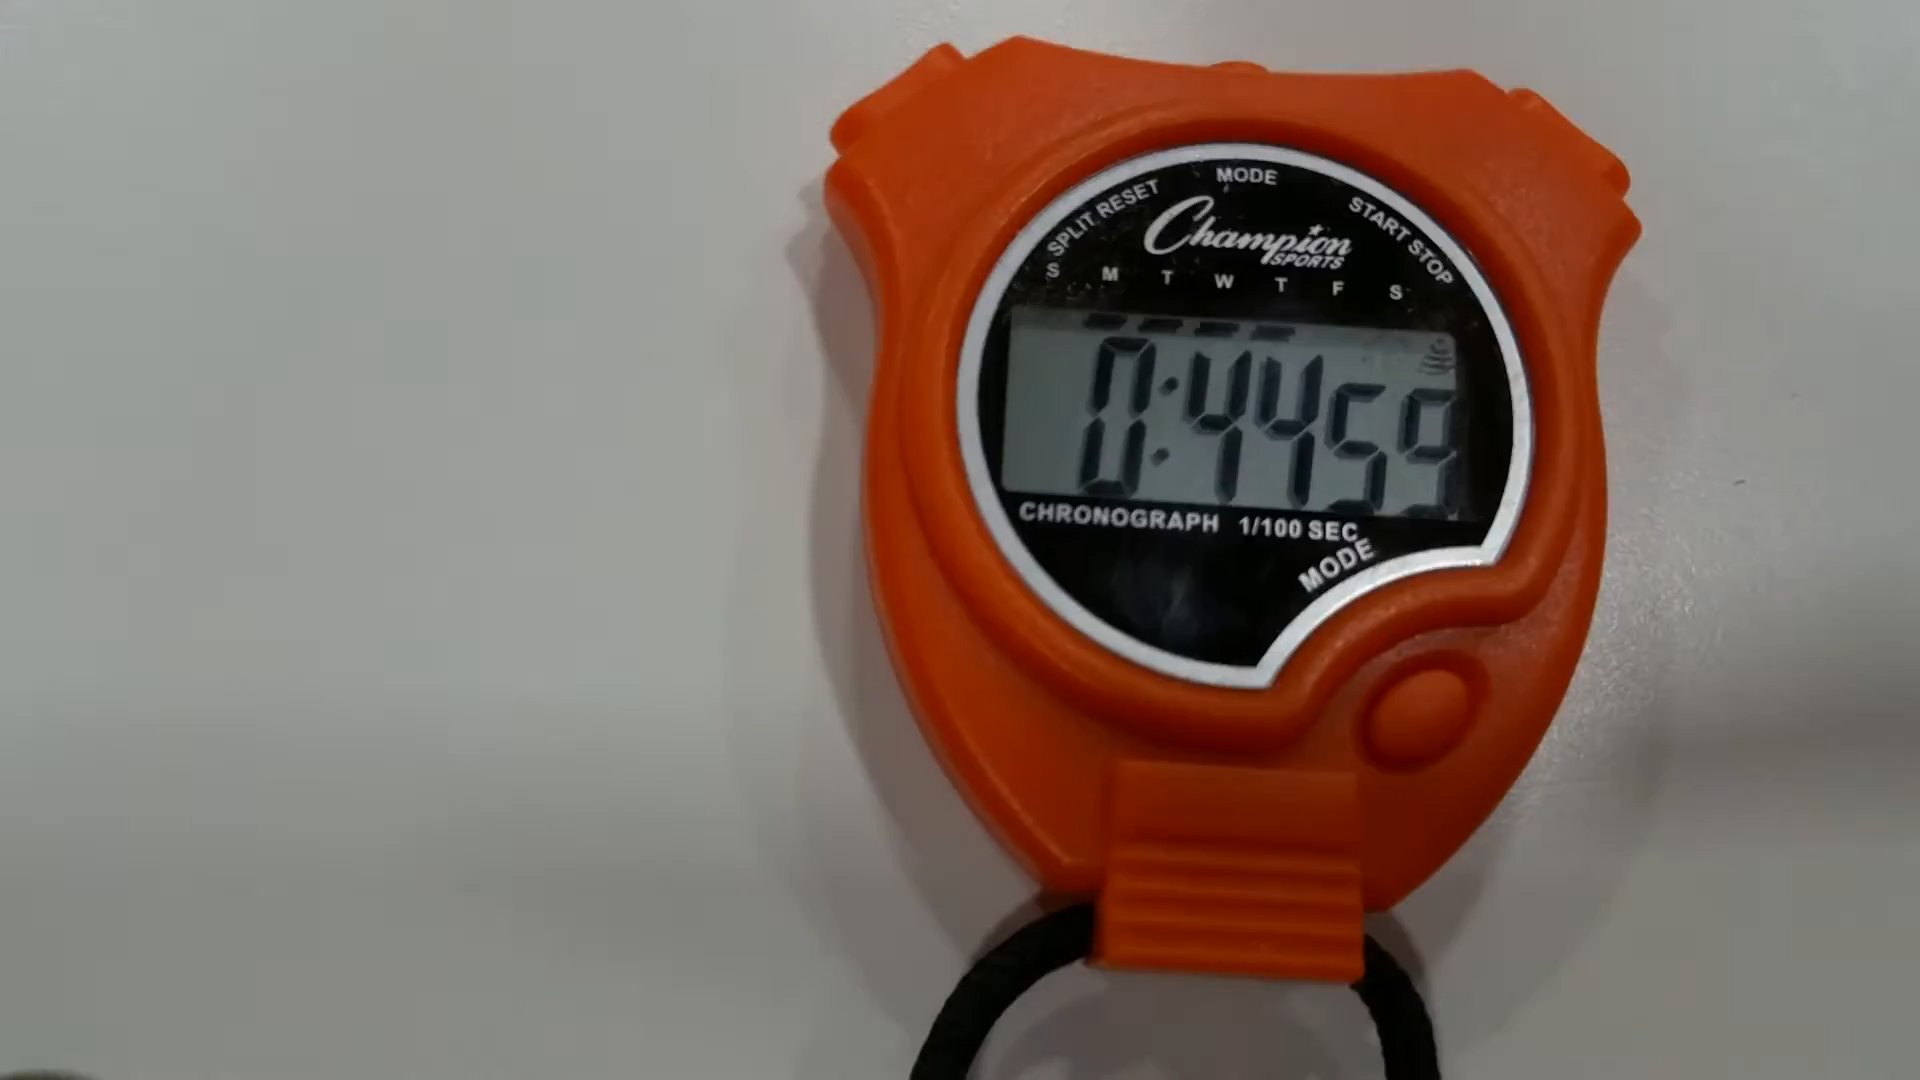 MODE
SPLIT RESET
START STOP
Champion
SPORTS
S M T W T F S
0:44 59
CHRONOGRAPH 1/100 SEC
MODE